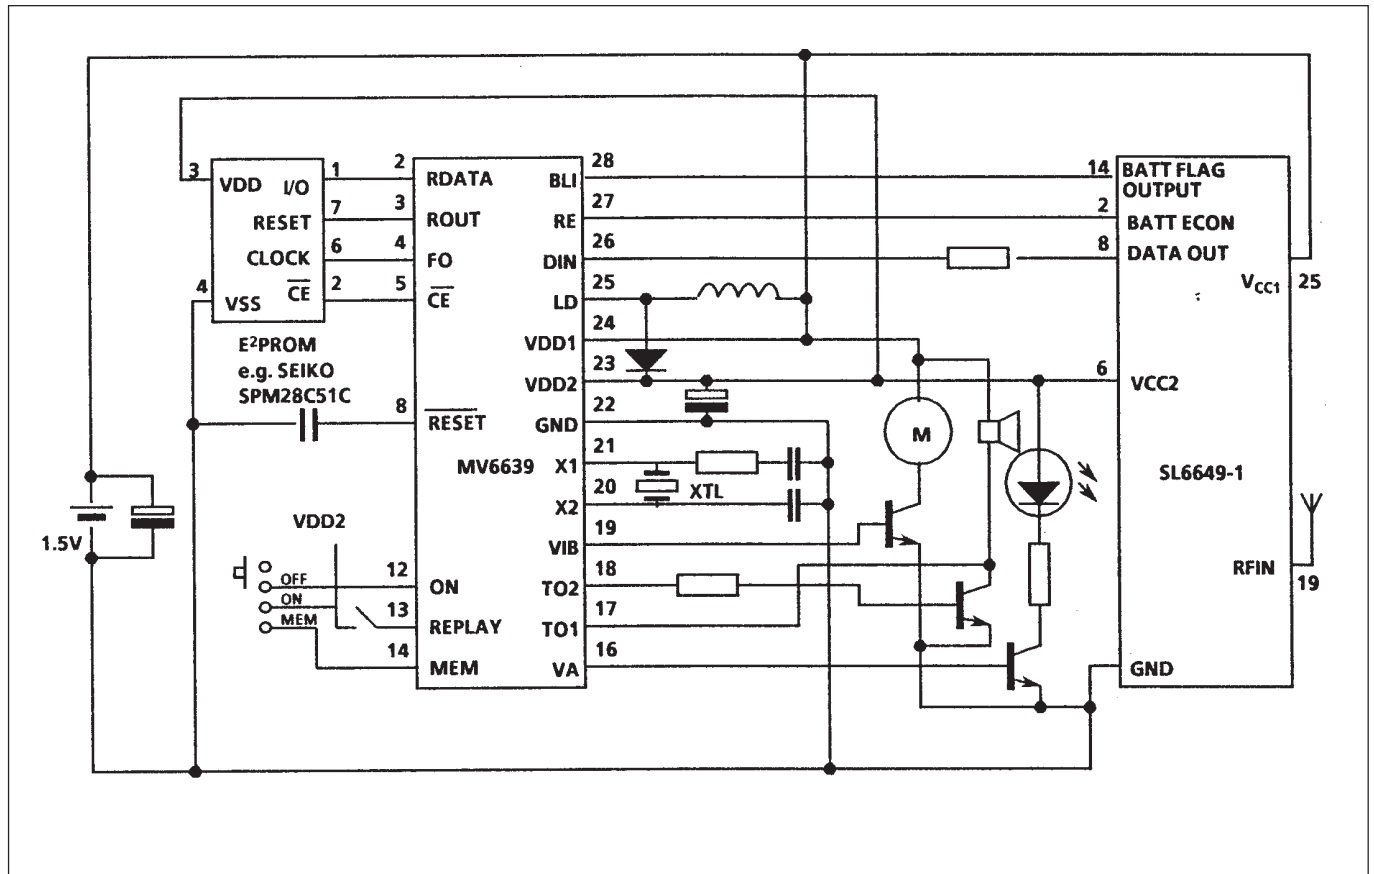 3
VDD
I/O
1
RESET
7
CLOCK
6
4
VSS
CE
2
E²PROM
e.g. SEIKO
SPM28C51C
2
RDATA
3
ROUT
4
FO
5
CE
8
RESET
MV6639
12
ON
13
REPLAY
14
MEM
28
BLI
27
RE
26
DIN
25
LD
24
VDD1
23
VDD2
22
GND
21
X1
20
X2
19
VIB
18
TO2
17
TO1
16
VA
XTL
M
1.5V
VDD2
OFF
ON
MEM
14
BATT FLAG
OUTPUT
2
BATT ECON
8
DATA OUT
VCC1
25
6
VCC2
SL6649-1
RFIN
19
GND